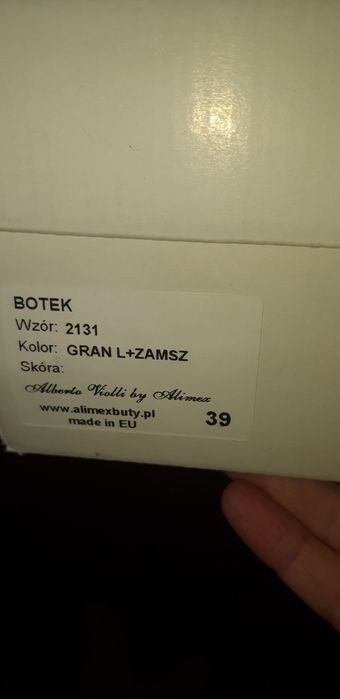 BOTEK
Wzór: 2131
Kolor: GRAN L+ZAMSZ
Skóra:
Alberto Violli by Alimex
www.alimexbuty.pl 39
made in EU